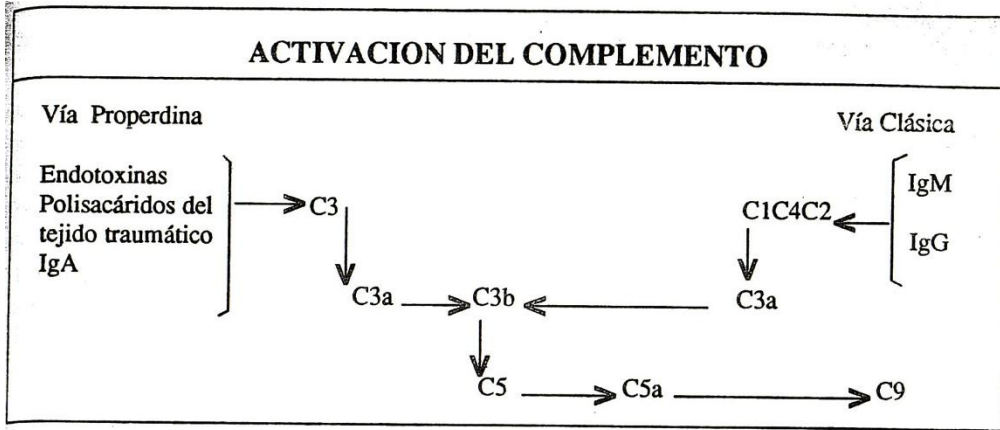 ACTIVACION DEL COMPLEMENTO
Vía Properdina
Vía Clásica
Endotoxinas
Polisacáridos del
tejido traumático
IgA
C3
C1C4C2
IgM
IgG
C3a
C3b
C3a
C5
C5a
C9